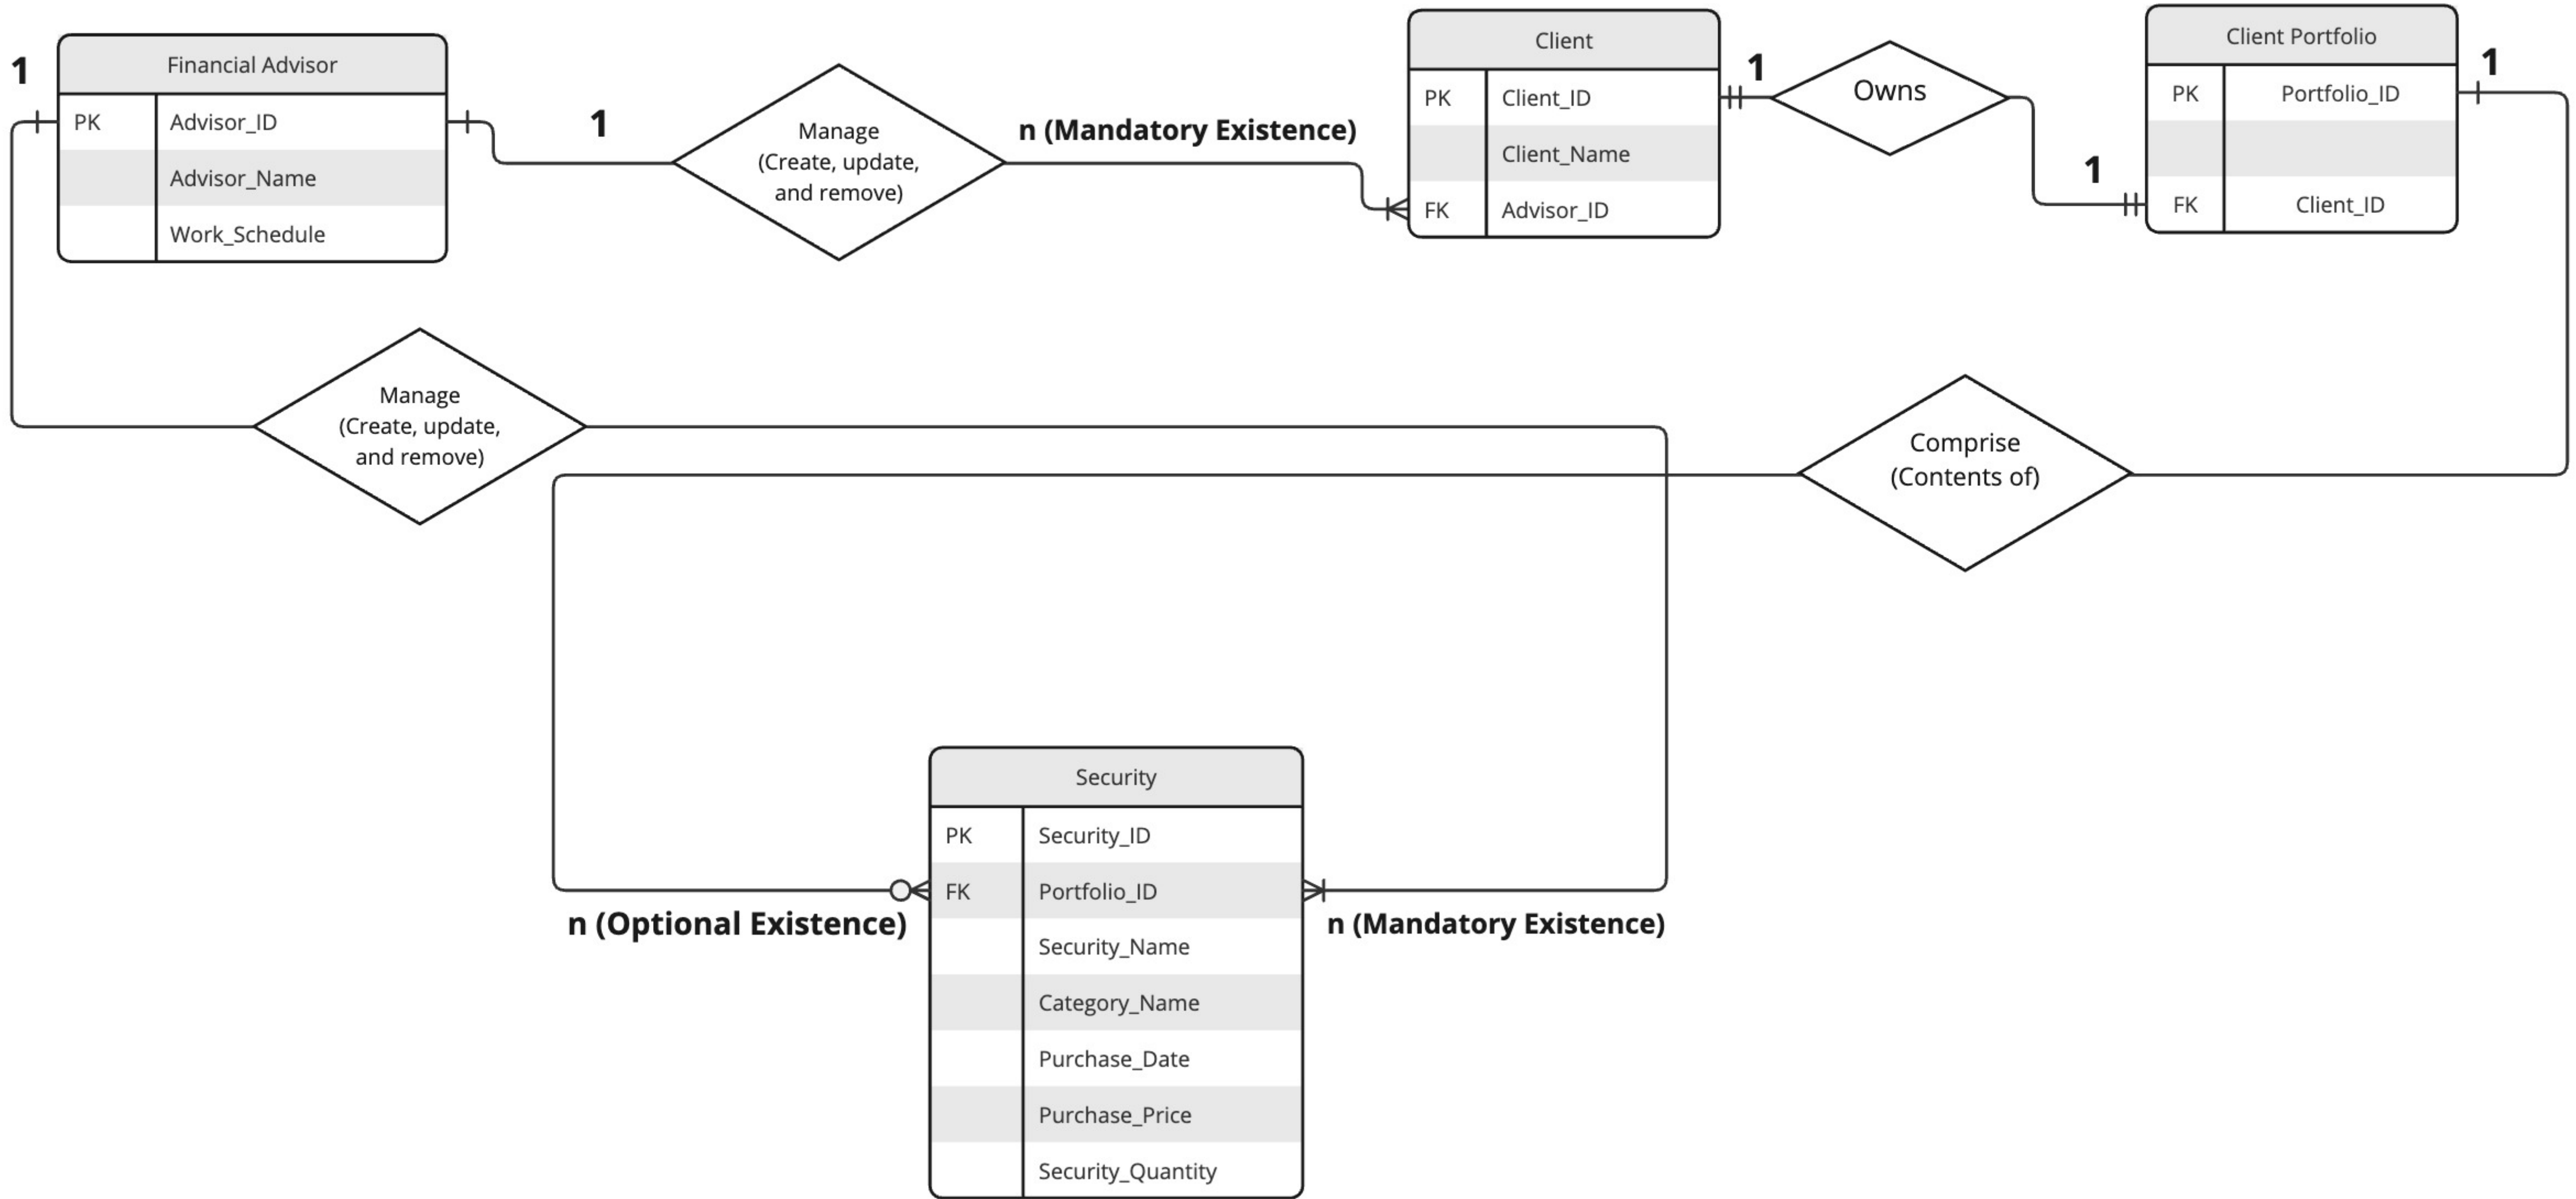 1
Financial Advisor
PK Advisor_ID
Advisor_Name
Work_Schedule
1
Manage
(Create, update,
and remove)
n (Mandatory Existence)
Client
PK Client_ID
Client_Name
FK Advisor_ID
1
Owns
1
Client Portfolio
PK Portfolio_ID
FK Client_ID
1
Manage
(Create, update,
and remove)
Comprise
(Contents of)
n (Optional Existence)
Security
PK Security_ID
FK Portfolio_ID
Security_Name
Category_Name
Purchase_Date
Purchase_Price
Security_Quantity
n (Mandatory Existence)